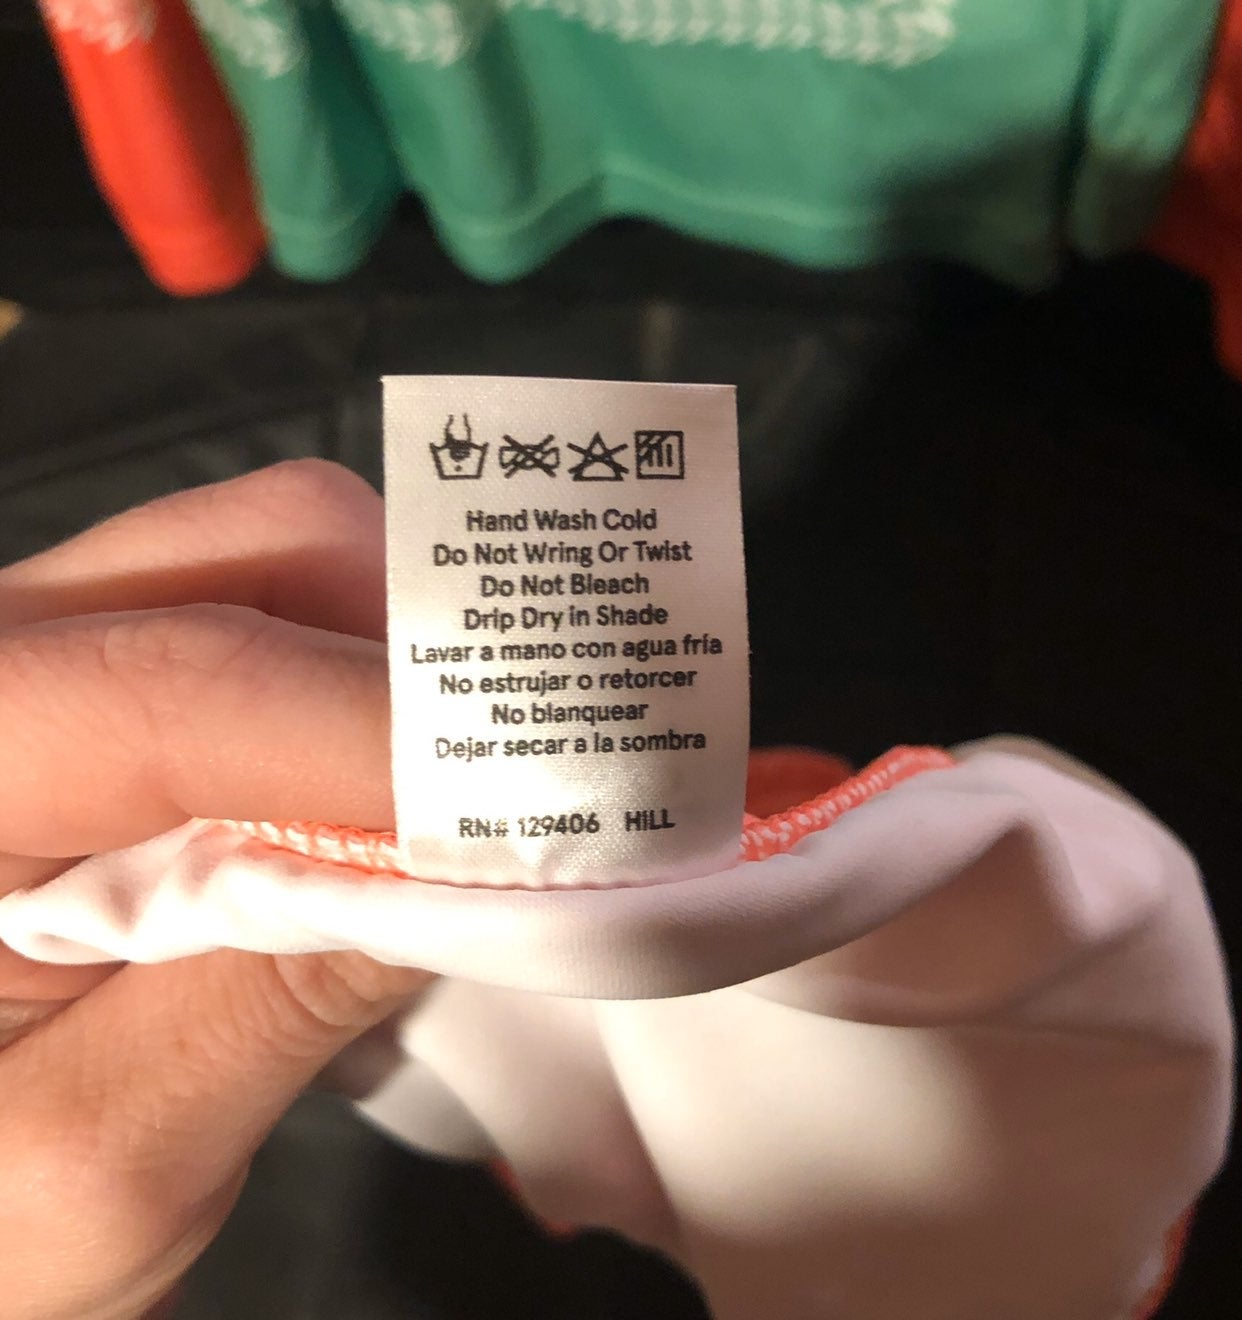 Hand Wash Cold
Do Not Wring Or Twist
Do Not Bleach
Drip Dry in Shade
Lavar a mano con agua fría
No estrujar o retorcer
No blanquear
Dejar secar a la sombra
RN# 129406 HILL